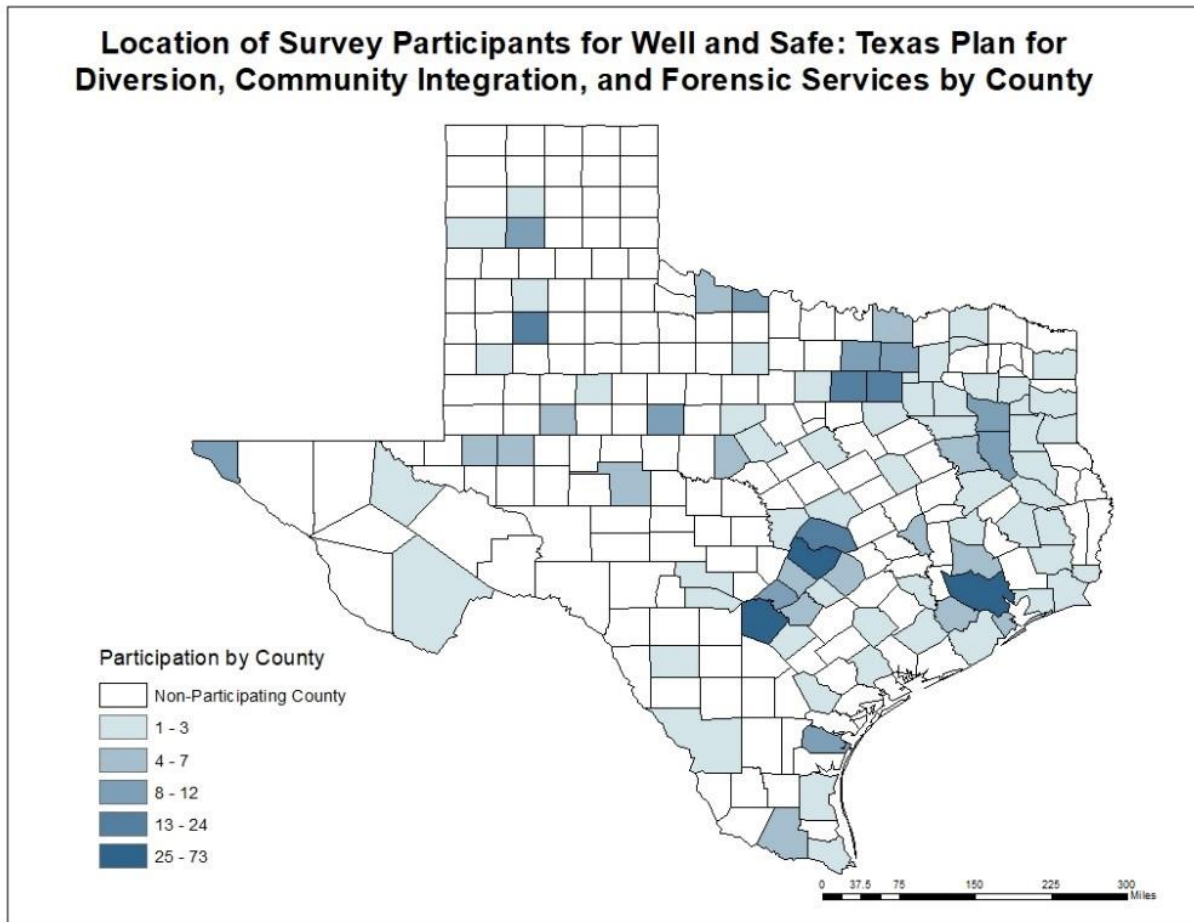 Location of Survey Participants for Well and Safe: Texas Plan for
Diversion, Community Integration, and Forensic Services by County
Participation by County
Non-Participating County
1 - 3
4 - 7
8 - 12
13 - 24
25 - 73
0 37.5 75 150 225 300
Miles